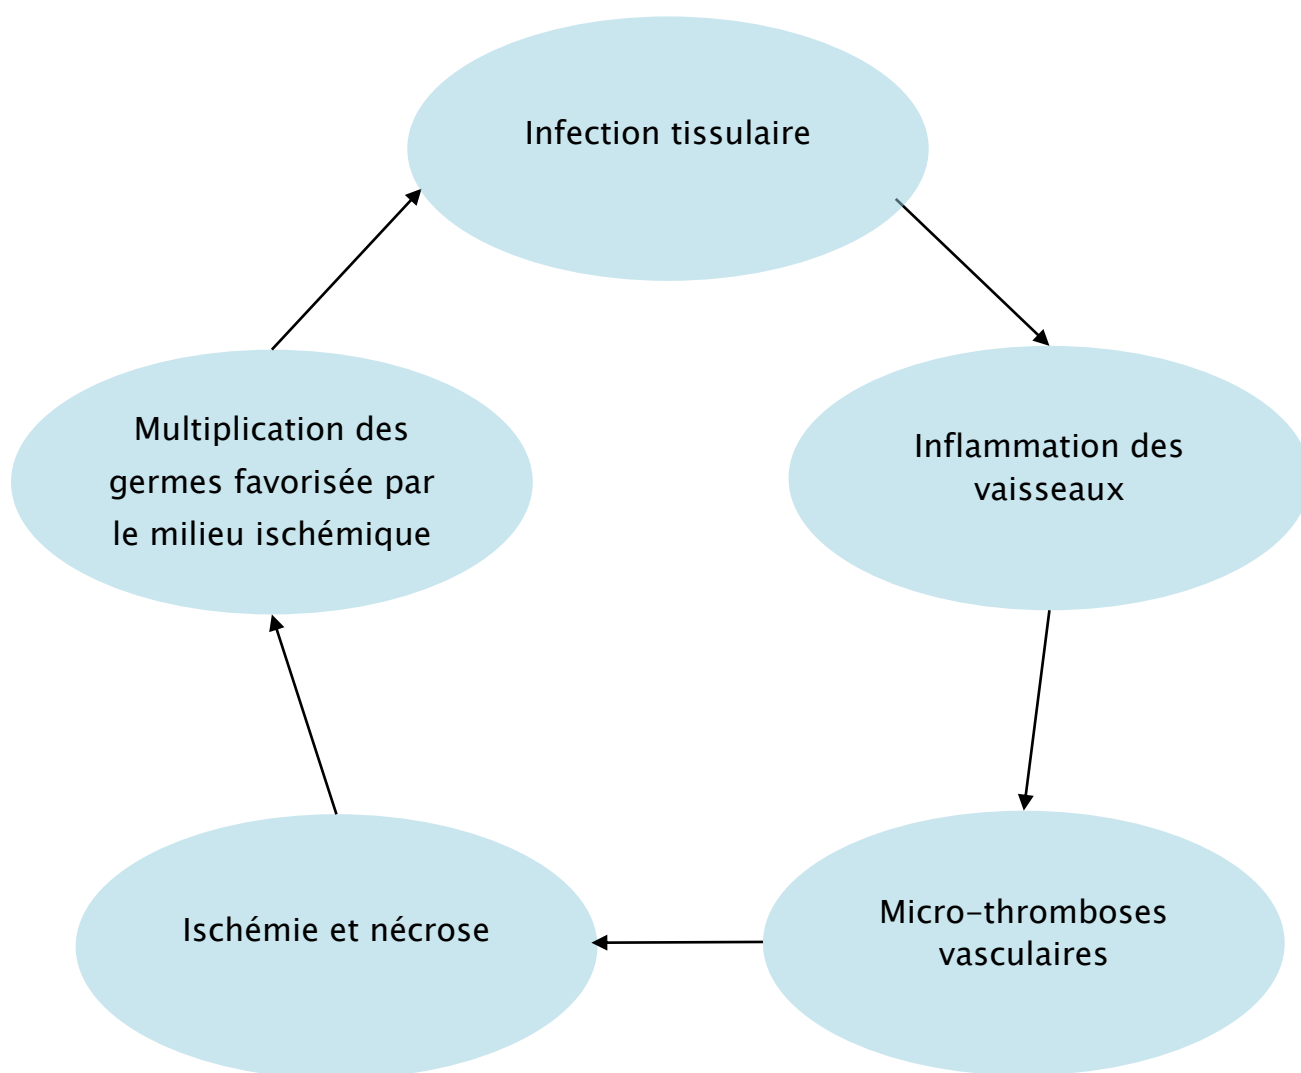 Infection tissulaire
Inflammation des
vaisseaux
Micro-thromboses
vasculaires
Ischémie et nécrose
Multiplication des
germes favorisée par
le milieu ischémique